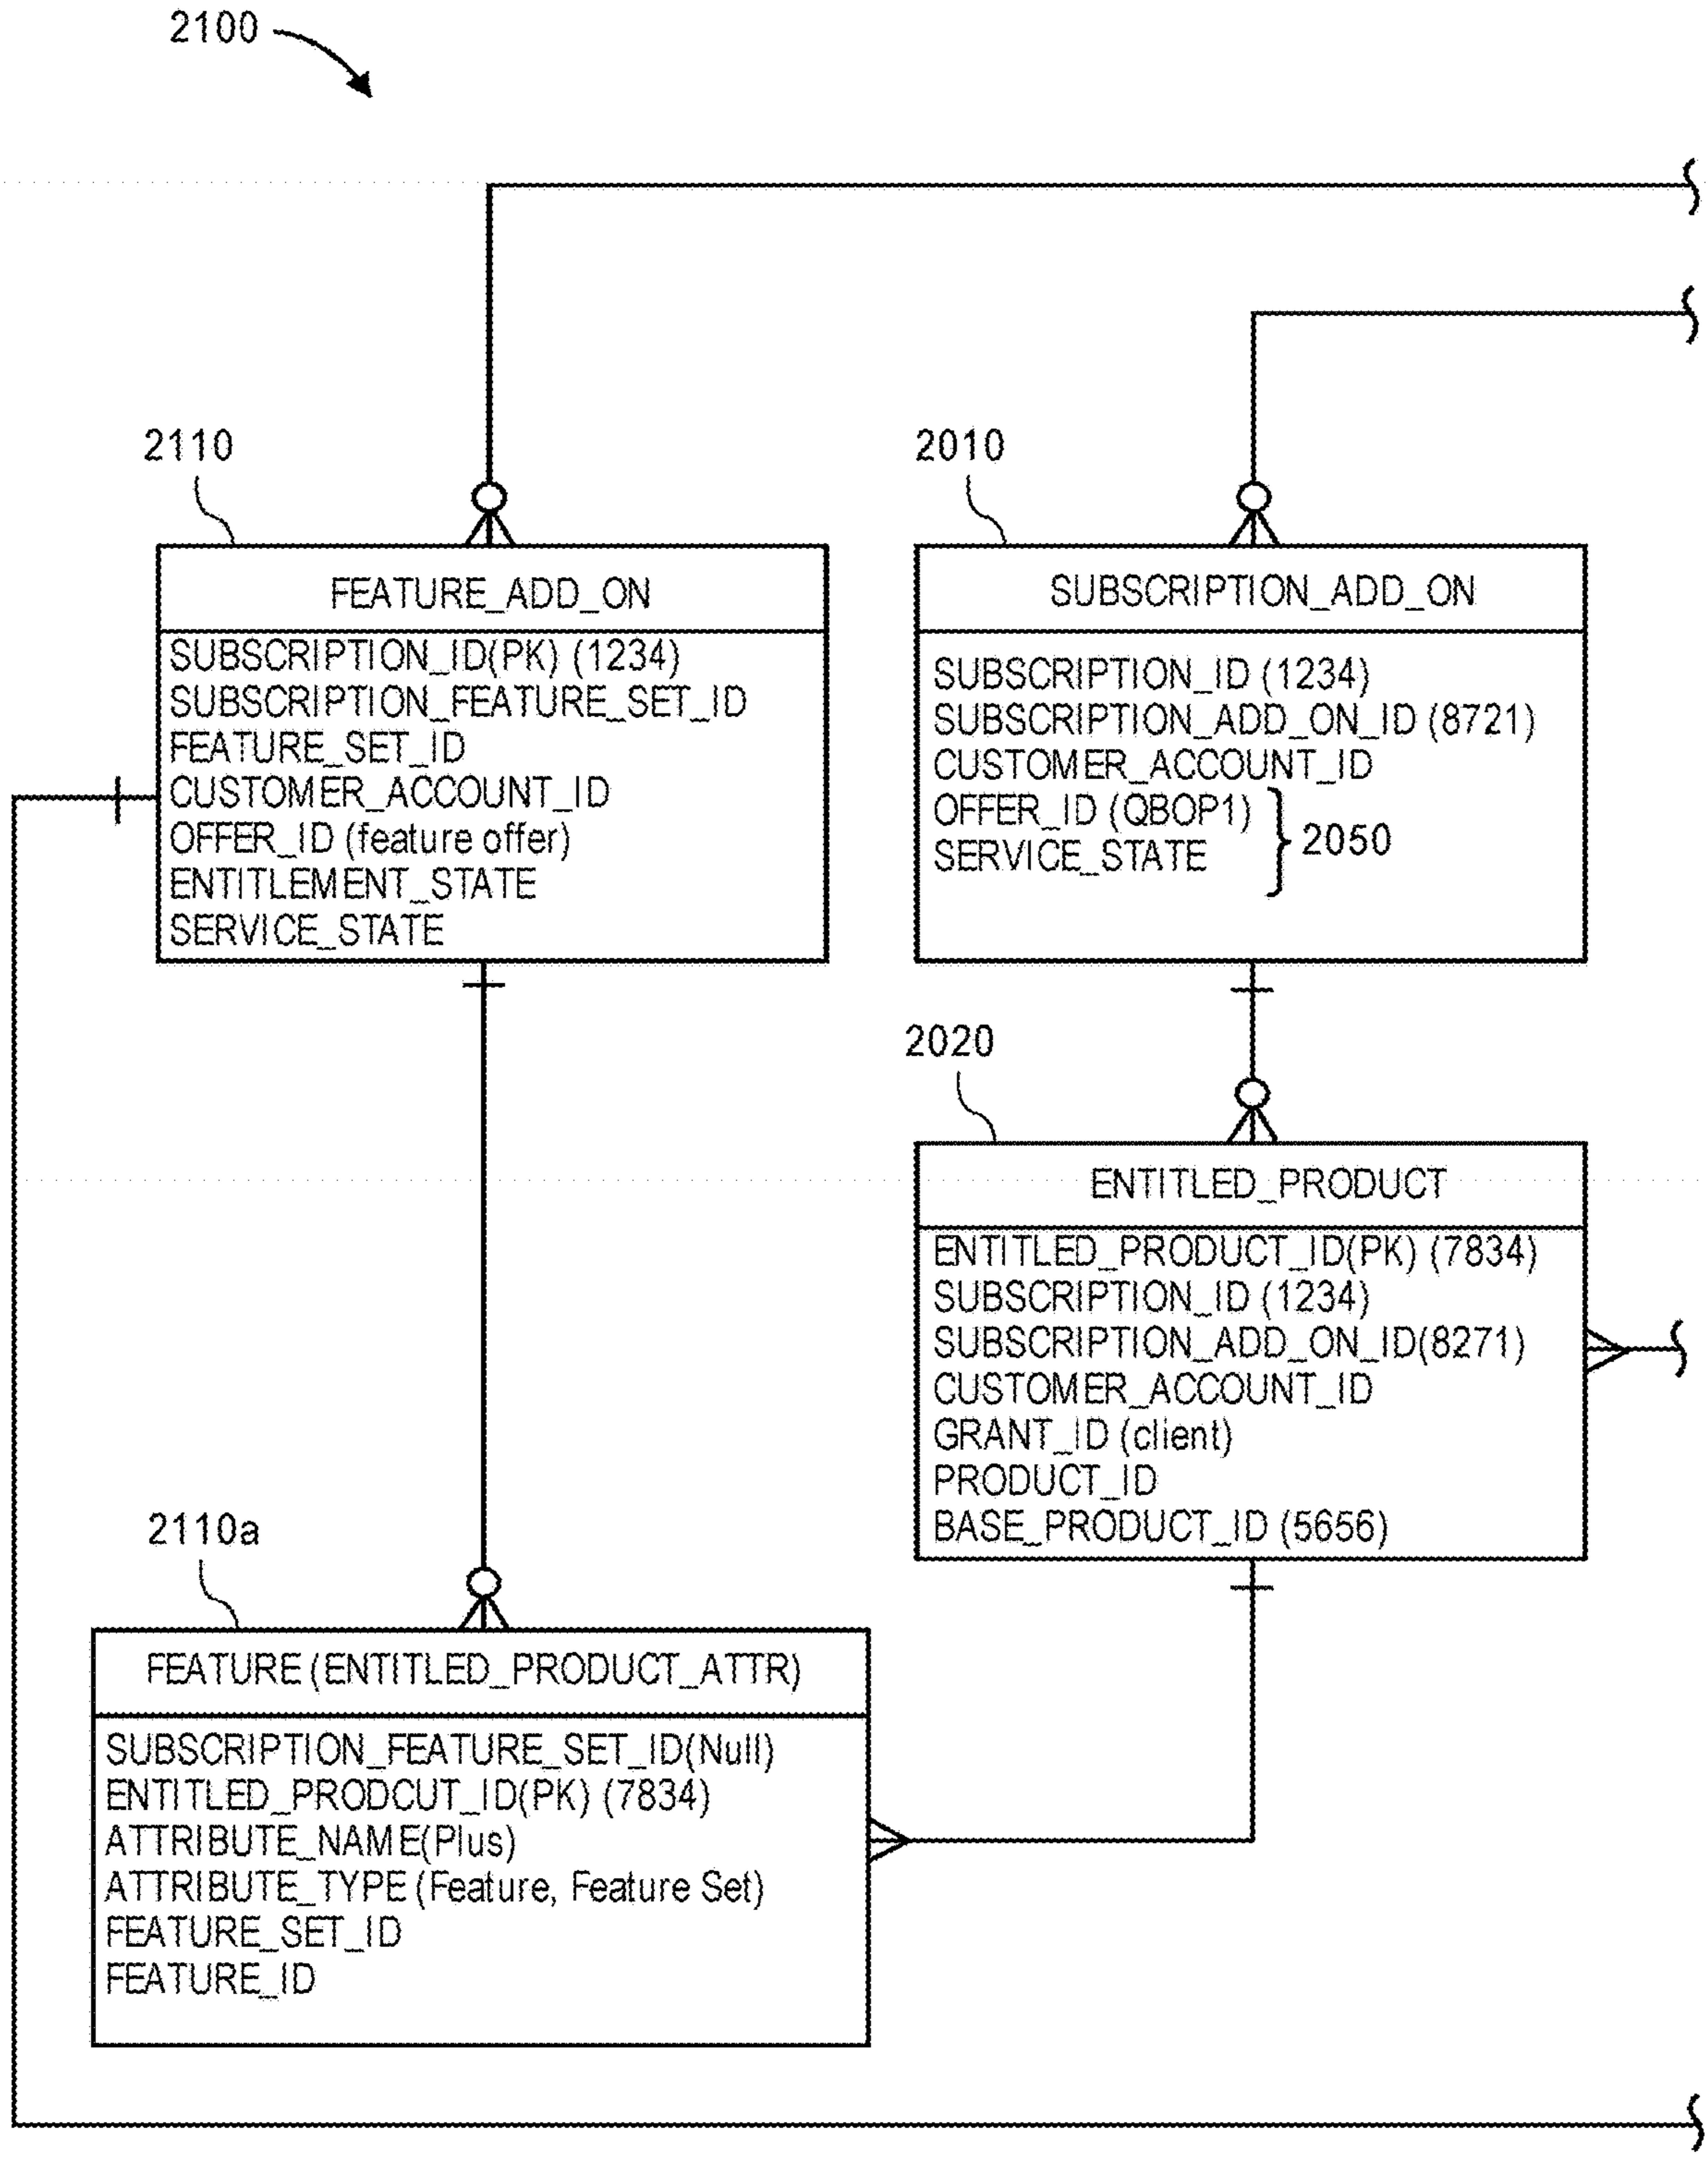 2100
2110
FEATURE_ADD_ON
SUBSCRIPTION_ID(PK) (1234)
SUBSCRIPTION_FEATURE_SET_ID
FEATURE_SET_ID
CUSTOMER_ACCOUNT_ID
OFFER_ID (feature offer)
ENTITLEMENT_STATE
SERVICE_STATE
2010
SUBSCRIPTION_ADD_ON
SUBSCRIPTION_ID (1234)
SUBSCRIPTION_ADD_ON_ID (8721)
CUSTOMER_ACCOUNT_ID
OFFER_ID (QBOP1)
SERVICE_STATE
2050
2020
ENTITLED_PRODUCT
ENTITLED_PRODUCT_ID(PK) (7834)
SUBSCRIPTION_ID (1234)
SUBSCRIPTION_ADD_ON_ID(8271)
CUSTOMER_ACCOUNT_ID
GRANT_ID (client)
PRODUCT_ID
BASE_PRODUCT_ID (5656)
2110a
FEATURE (ENTITLED_PRODUCT_ATTR)
SUBSCRIPTION_FEATURE_SET_ID(Null)
ENTITLED_PRODCUT_ID(PK) (7834)
ATTRIBUTE_NAME(Plus)
ATTRIBUTE_TYPE (Feature, Feature Set)
FEATURE_SET_ID
FEATURE_ID